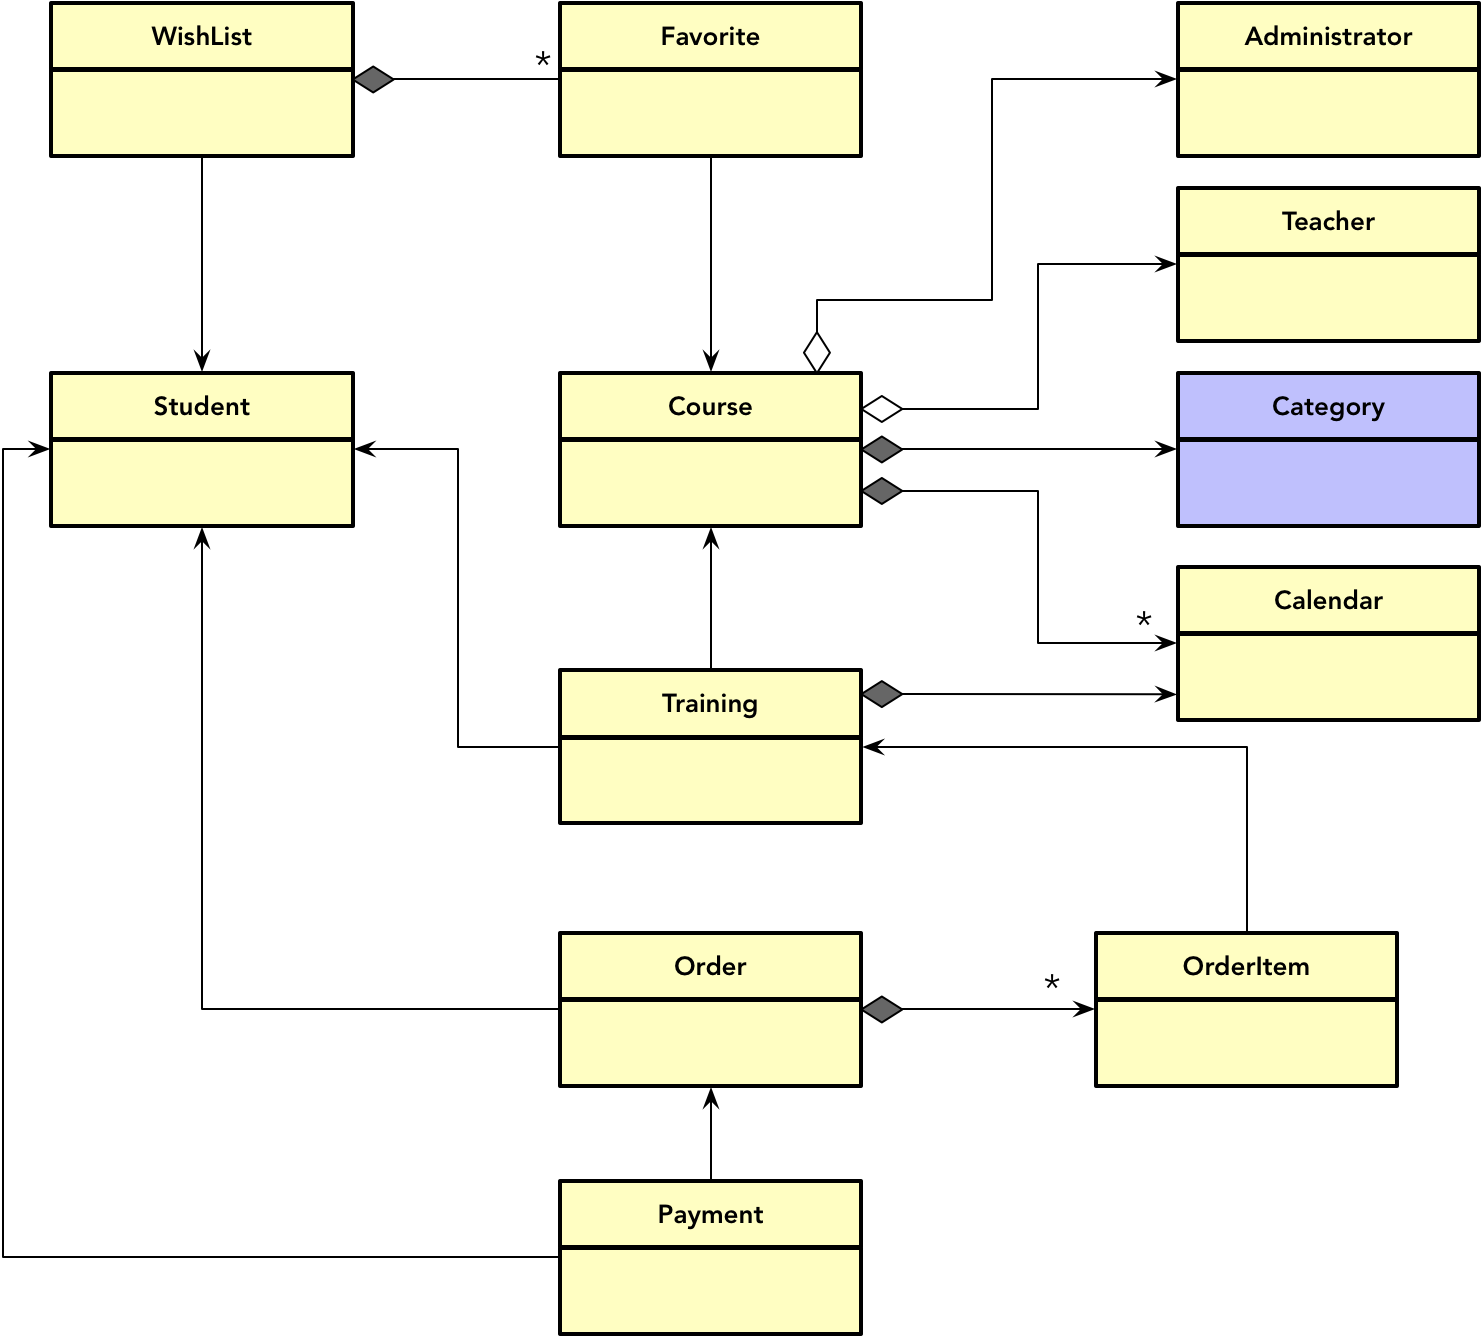 WishList
Favorite
Administrator
*
Teacher
Student
Course
Category
Calendar
*
Training
Order
OrderItem
*
Payment